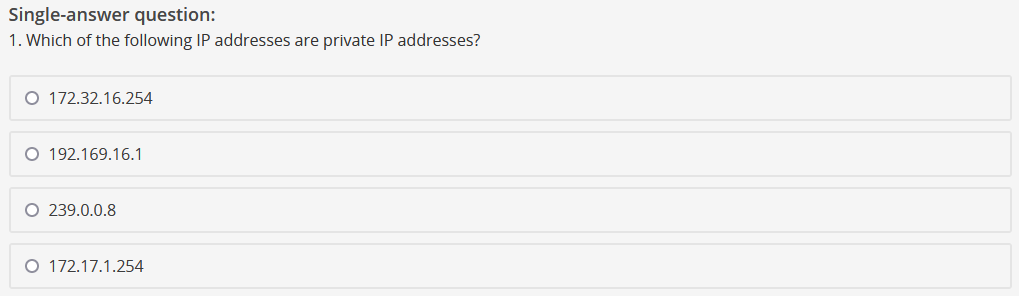 Single-answer question:
1. Which of the following IP addresses are private IP addresses?
172.32.16.254
192.169.16.1
239.0.0.8
172.17.1.254